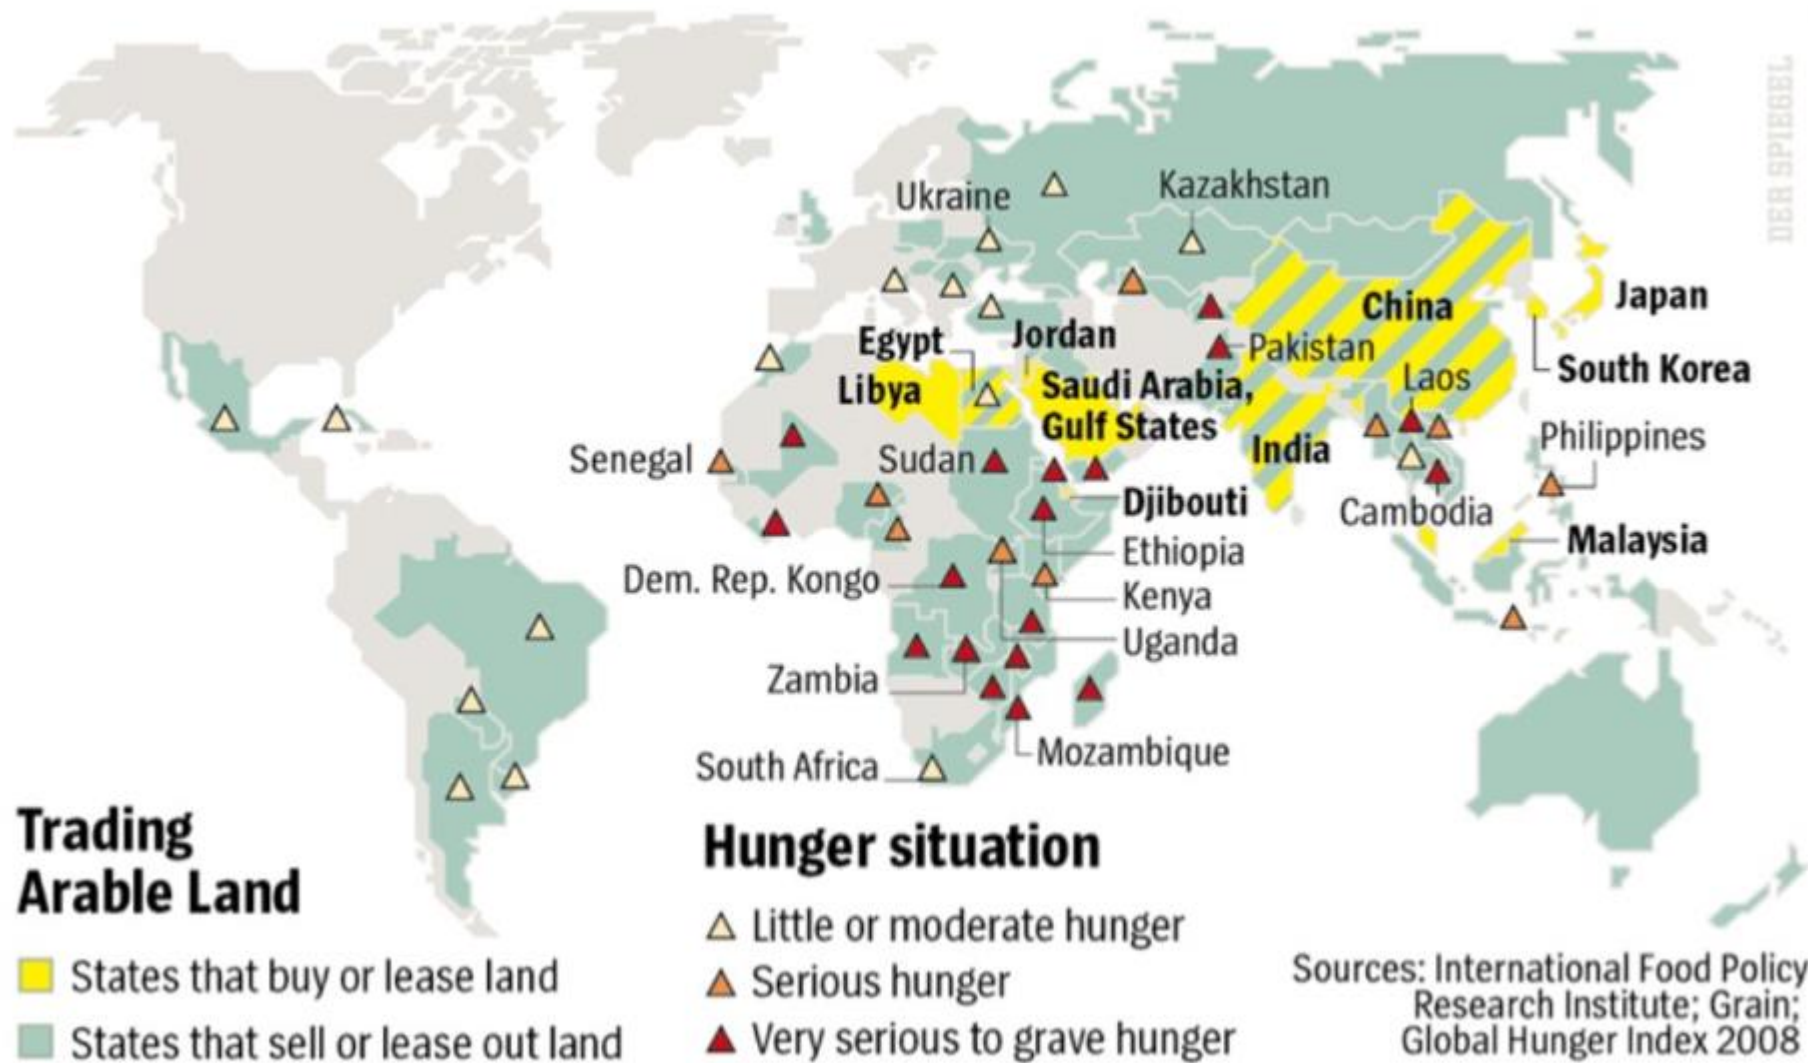 DER SPIEGEL
Ukraine
Kazakhstan
China
Japan
Egypt
Jordan
Pakistan
South Korea
Libya
Saudi Arabia,
Gulf States
Laos
India
Philippines
Senegal
Sudan
Djibouti
Cambodia
Malaysia
Ethiopia
Dem. Rep. Kongo
Kenya
Uganda
Zambia
Mozambique
South Africa
Trading
Arable Land
States that buy or lease land
States that sell or lease out land
Hunger situation
Little or moderate hunger
Serious hunger
Very serious to grave hunger
Sources: International Food Policy
Research Institute; Grain;
Global Hunger Index 2008